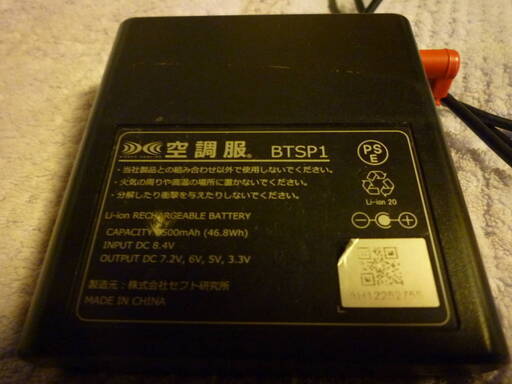 空調服® BTSP1
・当社製品との組み合わせ以外で使用しないでください。
・火気の周りや高温の場所に置かないでください。
・分解したり衝撃を与えたりしないでください。
Li-ion RECHARGEABLE BATTERY
CAPACITY 6500mAh (46.8Wh)
INPUT DC 8.4V
OUTPUT DC 7.2V, 6V, 5V, 3.3V
製造元：株式会社セフト研究所
MADE IN CHINA
PS
E
Li-ion 20